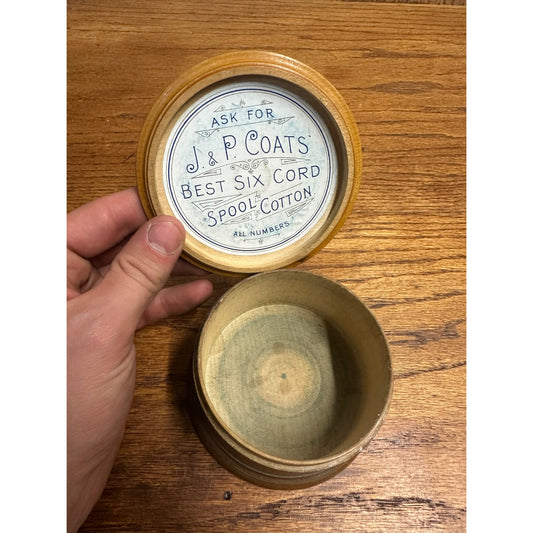 ASK FOR
J. & P. COATS'
BEST SIX CORD
SPOOL COTTON
ALL NUMBERS